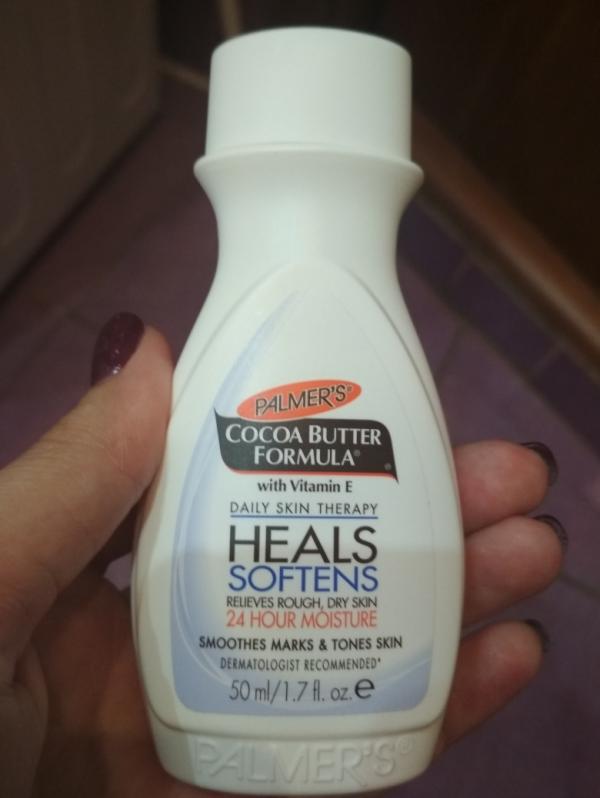 PALMER'S®
COCOA BUTTER
FORMULA®
with Vitamin E
DAILY SKIN THERAPY
HEALS
SOFTENS
RELIEVES ROUGH, DRY SKIN
24 HOUR MOISTURE
SMOOTHES MARKS & TONES SKIN
DERMATOLOGIST RECOMMENDED*
50 ml/1.7 fl. oz. e
PALMER'S®